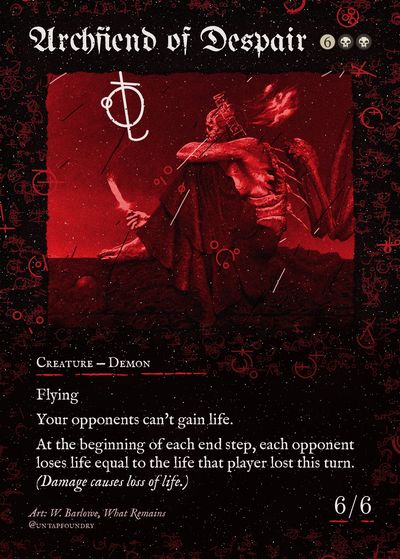 Archfiend of Despair 6
Creature – Demon
Flying
Your opponents can't gain life.
At the beginning of each end step, each opponent
loses life equal to the life that player lost this turn.
(Damage causes loss of life.)
Art: W. Barlowe, What Remains
@UNTAPFOUNDRY
6/6